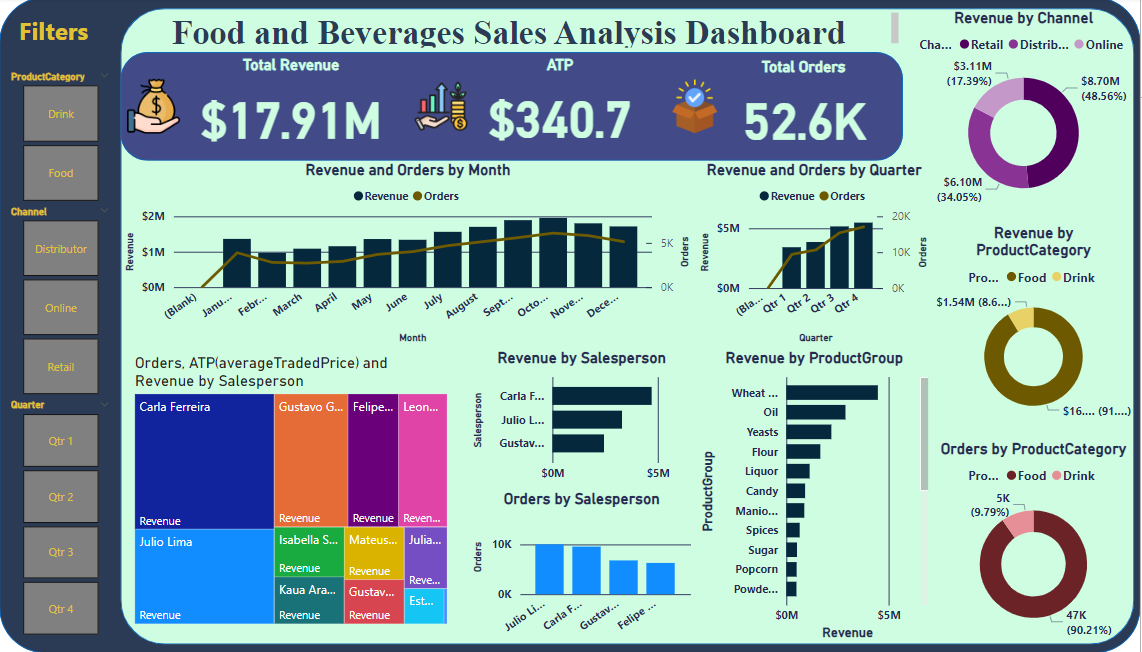 Filters
ProductCategory
Drink
Food
Channel
Distributor
Online
Retail
Quarter
Qtr 1
Qtr 2
Qtr 3
Qtr 4
Food and Beverages Sales Analysis Dashboard
Total Revenue
$17.91M
ATP
$340.7
Total Orders
52.6K
Revenue and Orders by Month
Revenue Orders
Revenue
$2M
$1M
$0M
5K
0K
Orders
(Blank) Janu... Febr... March April May June July August Sept... Octo... Nove... Dece...
Month
Revenue and Orders by Quarter
Revenue Orders
Revenue
$5M
$0M
20K
10K
0K
Orders
(Bla... Qtr 1 Qtr 2 Qtr 3 Qtr 4
Quarter
Orders, ATP(averageTradedPrice) and
Revenue by Salesperson
Carla Ferreira
Revenue
Julio Lima
Revenue
Gustavo G...
Revenue
Felipe...
Revenue
Leon...
Reven...
Isabella S...
Revenue
Kaua Ara...
Revenue
Mateus...
Revenue
Gustav...
Revenue
Julia...
Reve...
Est...
Revenue by Salesperson
Salesperson
Carla F...
Julio L...
Gustav...
$0M $5M
Orders by Salesperson
Orders
10K
0K
Julio Li... Carla F... Gustav... Felipe ...
Revenue by ProductGroup
ProductGroup
Wheat ...
Oil
Yeasts
Flour
Liquor
Candy
Manio...
Spices
Sugar
Popcorn
Powde...
$0M $5M
Revenue
Revenue by Channel
Cha... Retail Distrib... Online
$3.11M
(17.39%)
$8.70M
(48.56%)
$6.10M
(34.05%)
Revenue by
ProductCategory
Pro... Food Drink
$1.54M (8.6...)
$16.... (91....)
Orders by ProductCategory
Pro... Food Drink
5K
(9.79%)
47K
(90.21%)